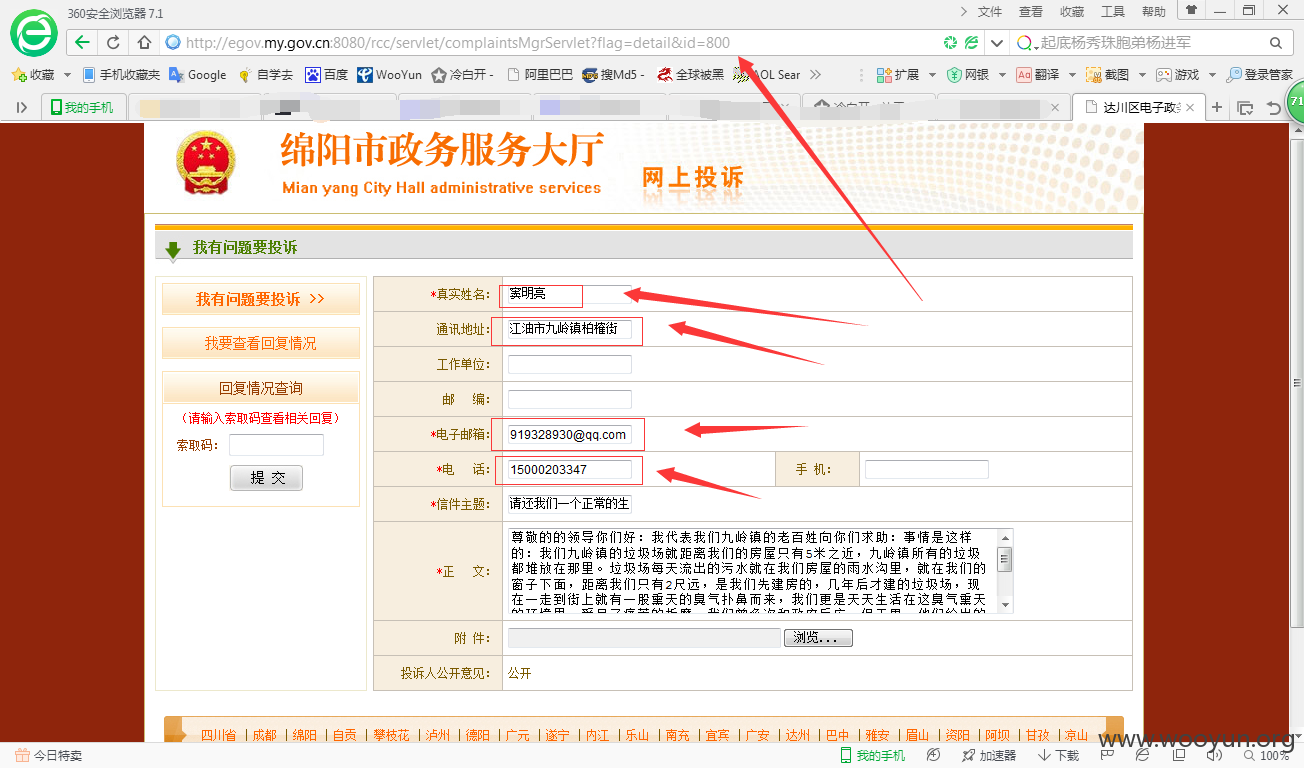 360安全浏览器 7.1
文件 查看 收藏 工具 帮助
http://egov.my.gov.cn:8080/rcc/servlet/complaintsMgrServlet?flag=detail&id=800
起底杨秀珠胞弟杨进军
收藏 手机收藏夹 Google 自学去 百度 WooYun 冷白开 - 阿里巴巴 搜Md5 - 全球被黑 AOL Sear 扩展 网银 翻译 截图 游戏 登录管家
我的手机
达川区电子政务
71
绵阳市政务服务大厅
Mian yang City Hall administrative services
网上投诉
我有问题要投诉
我有问题要投诉 >>
我要查看回复情况
回复情况查询
(请输入索取码查看相关回复)
索取码:
提 交
*真实姓名: 窦明亮
通讯地址: 江油市九岭镇柏榷街
工作单位:
邮 编:
*电子邮箱: 919328930@qq.com
*电 话: 15000203347
手 机:
*信件主题: 请还我们一个正常的生
*正 文:
尊敬的的领导你们好: 我代表我们九岭镇的老百姓向你们求助: 事情是这样
的: 我们九岭镇的垃圾场就距离我们的房屋只有5米之近, 九岭镇所有的垃圾
都堆放在那里。垃圾场每天流出的污水就在我们房屋的雨水沟里, 就在我们的
窗子下面, 距离我们只有2尺远, 是我们先建房的, 几年后才建的垃圾场, 现
在一走到街上就有一股熏天的臭气扑鼻而来, 我们更是天天生活在这臭气熏天
附 件:
浏览...
投诉人公开意见: 公开
四川省 | 成都 | 绵阳 | 自贡 | 攀枝花 | 泸州 | 德阳 | 广元 | 遂宁 | 内江 | 乐山 | 南充 | 宜宾 | 广安 | 达州 | 巴中 | 雅安 | 眉山 | 资阳 | 阿坝 | 甘孜 | 凉山
www.wooyun.org
今日特卖
我的手机 加速器 下载 100%